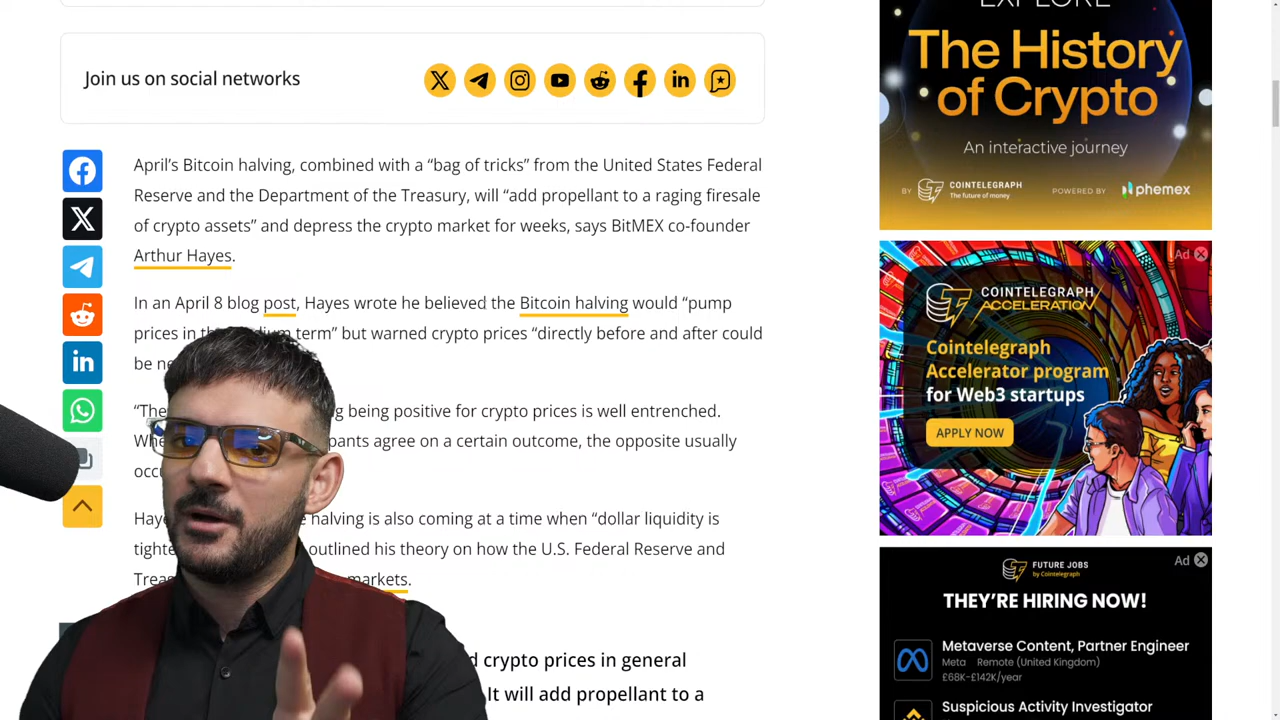 Join us on social networks
April’s Bitcoin halving, combined with a “bag of tricks” from the United States Federal
Reserve and the Department of the Treasury, will “add propellant to a raging firesale
of crypto assets” and depress the crypto market for weeks, says BitMEX co-founder
Arthur Hayes.
In an April 8 blog post, Hayes wrote he believed the Bitcoin halving would “pump
prices in the term” but warned crypto prices “directly before and after could
be
“The being positive for crypto prices is well entrenched.
agree on a certain outcome, the opposite usually
halving is also coming at a time when “dollar liquidity is
outlined his theory on how the U.S. Federal Reserve and
markets.
crypto prices in general
It will add propellant to a
EXPLORE
The History
of Crypto
An interactive journey
BY COINTELEGRAPH The future of money POWERED BY phemex
Ad
COINTELEGRAPH
ACCELERATION
Cointelegraph
Accelerator program
for Web3 startups
APPLY NOW
Ad
FUTURE JOBS
by Cointelegraph
THEY’RE HIRING NOW!
Metaverse Content, Partner Engineer
Meta Remote (United Kingdom)
£68K-£142K/year
Suspicious Activity Investigator